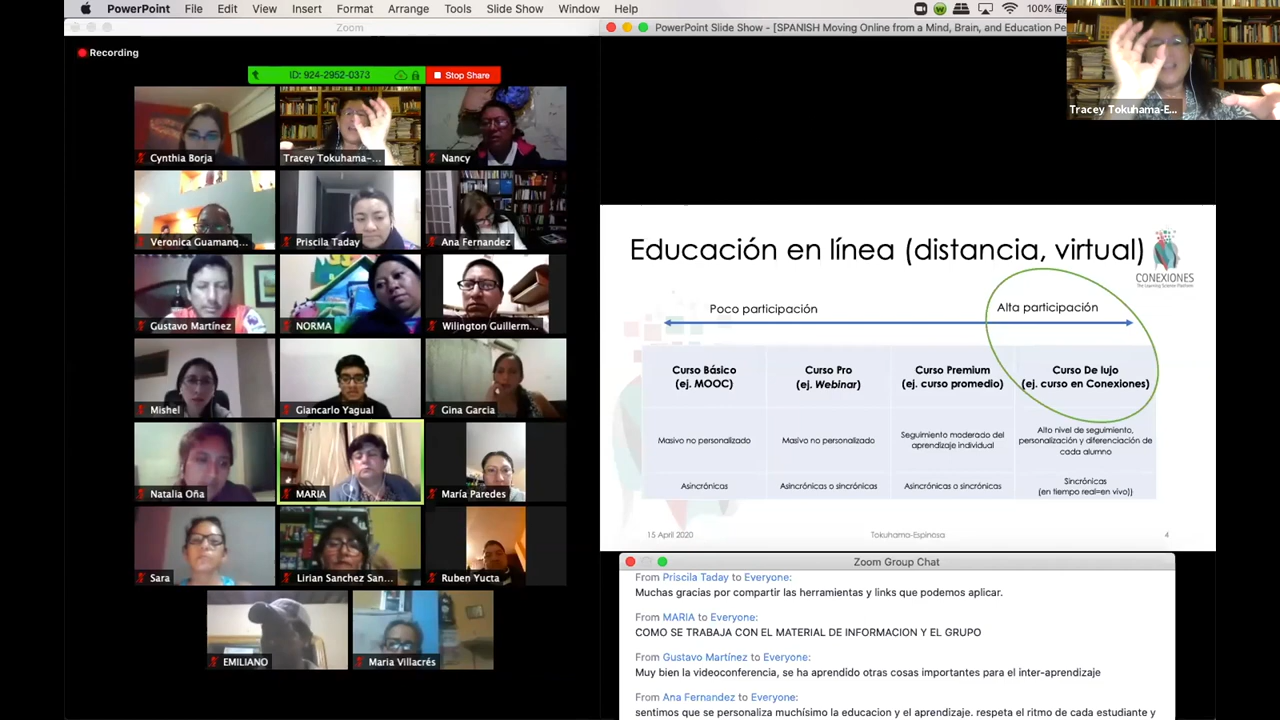 PowerPoint File Edit View Insert Format Arrange Tools Slide Show Window Help
100%
Zoom
PowerPoint Slide Show - [SPANISH Moving Online from a Mind, Brain, and Education Pe
Recording
ID: 924-2952-0373
Stop Share
Tracey Tokuhama-E...
Cynthia Borja
Tracey Tokuhama-...
Nancy
Veronica Guamanq...
Priscila Taday
Ana Fernandez
Gustavo Martínez
NORMA
Wilington Guillerm...
Mishel
Giancarlo Yagual
Gina Garcia
Natalia Oña
MARIA
María Paredes
Sara
Lirian Sanchez San...
Ruben Yucta
EMILIANO
Maria Villacrés
Educación en línea (distancia, virtual)
CONEXIONES
The Learning Science Platform
Poco participación
Alta participación
Curso Básico
(ej. MOOC)
Curso Pro
(ej. Webinar)
Curso Premium
(ej. curso promedio)
Curso De lujo
(ej. curso en Conexiones)
Masivo no personalizado
Masivo no personalizado
Seguimiento moderado del
aprendizaje individual
Alto nivel de seguimiento,
personalización y diferenciación de
cada alumno
Asincrónicas
Asincrónicas o sincrónicas
Asincrónicas o sincrónicas
Sincrónicas
(en tiempo real=en vivo))
15 April 2020
Tokuhama-Espinosa
4
Zoom Group Chat
From Priscila Taday to Everyone:
Muchas gracias por compartir las herramientas y links que podemos aplicar.
From MARIA to Everyone:
COMO SE TRABAJA CON EL MATERIAL DE INFORMACION Y EL GRUPO
From Gustavo Martínez to Everyone:
Muy bien la videoconferencia, se ha aprendido otras cosas importantes para el inter-aprendizaje
From Ana Fernandez to Everyone:
sentimos que se personaliza muchísimo la educacion y el aprendizaje. respeta el ritmo de cada estudiante y